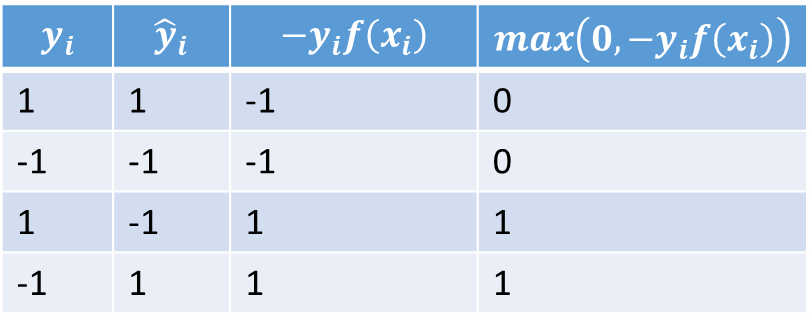 yᵢ ŷᵢ −yᵢf(xᵢ) max(0,−yᵢf(xᵢ))
1 1 -1 0
-1 -1 -1 0
1 -1 1 1
-1 1 1 1